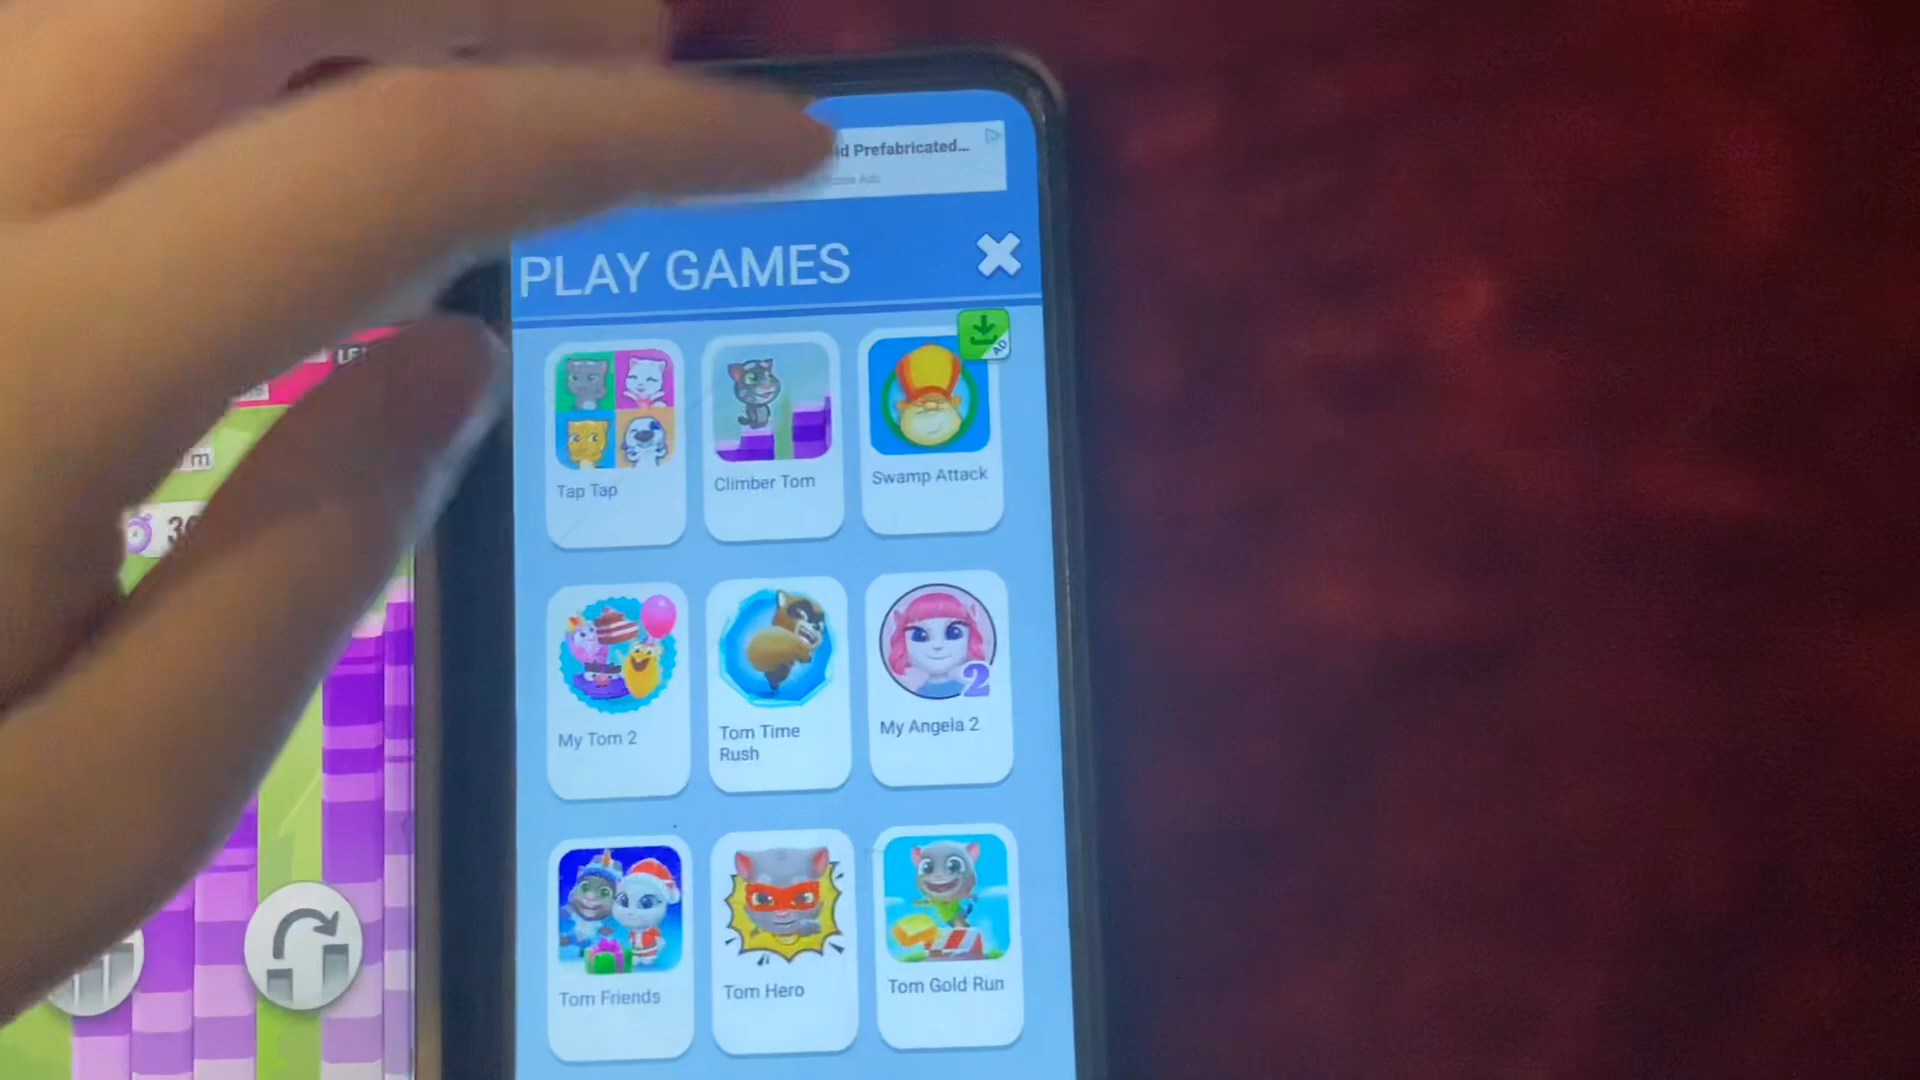 Prefabricated...
PLAY GAMES
AD
Tap Tap
Climber Tom
Swamp Attack
My Tom 2
Tom Time
Rush
My Angela 2
2
Tom Friends
Tom Hero
Tom Gold Run
m